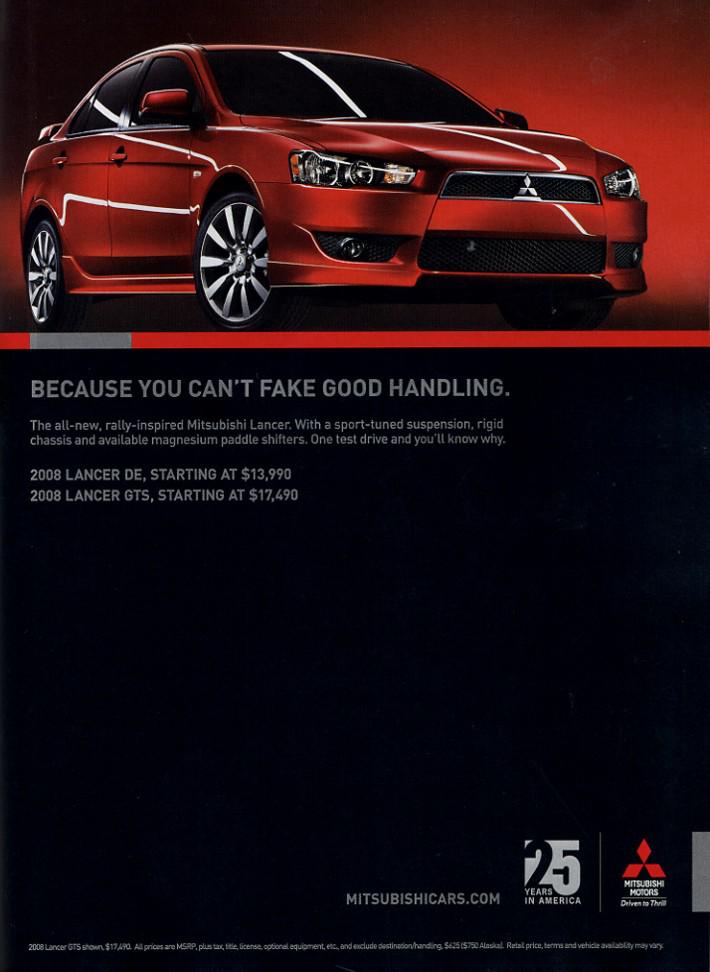 BECAUSE YOU CAN'T FAKE GOOD HANDLING.
The all-new, rally-inspired Mitsubishi Lancer. With a sport-tuned suspension, rigid
chassis and available magnesium paddle shifters. One test drive and you'll know why.
2008 LANCER DE, STARTING AT $13,990
2008 LANCER GTS, STARTING AT $17,490
MITSUBISHICARS.COM
25
YEARS
IN AMERICA
MITSUBISHI
MOTORS
Driven to Thrill
2008 Lancer GTS shown, $17,490. All prices are MSRP, plus tax, title, license, optional equipment, etc., and exclude destination/handling, $625 ($750 Alaska). Retail price, terms and vehicle availability may vary.